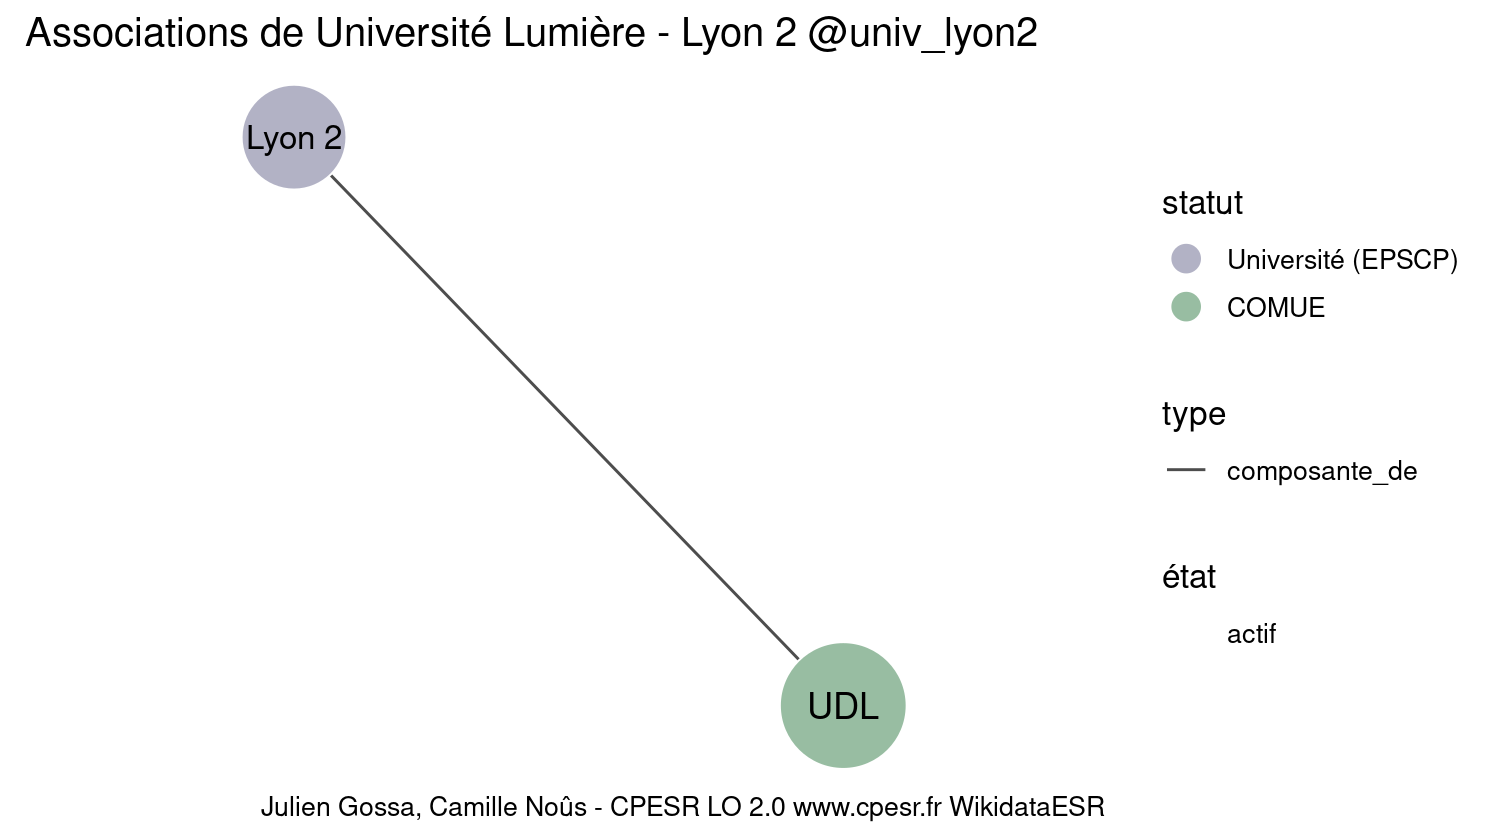 Associations de Université Lumière - Lyon 2 @univ_lyon2
Lyon 2
statut
Université (EPSCP)
COMUE
type
composante_de
état
actif
UDL
Julien Gossa, Camille Noûs - CPESR LO 2.0 www.cpesr.fr WikidataESR